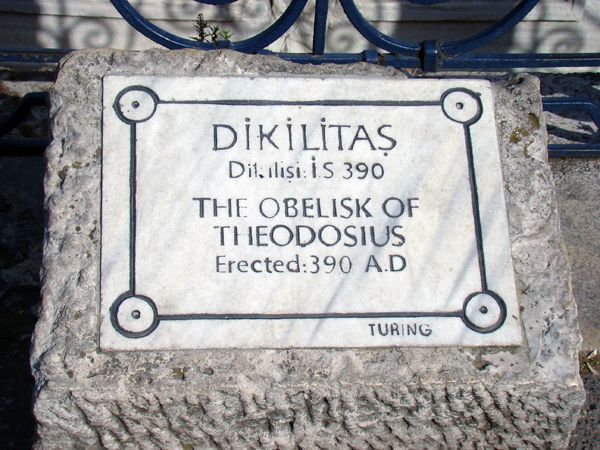 DİKİLİTAŞ
Dikilişi: İ.S 390
THE OBELISK OF
THEODOSIUS
Erected: 390 A.D
TURING